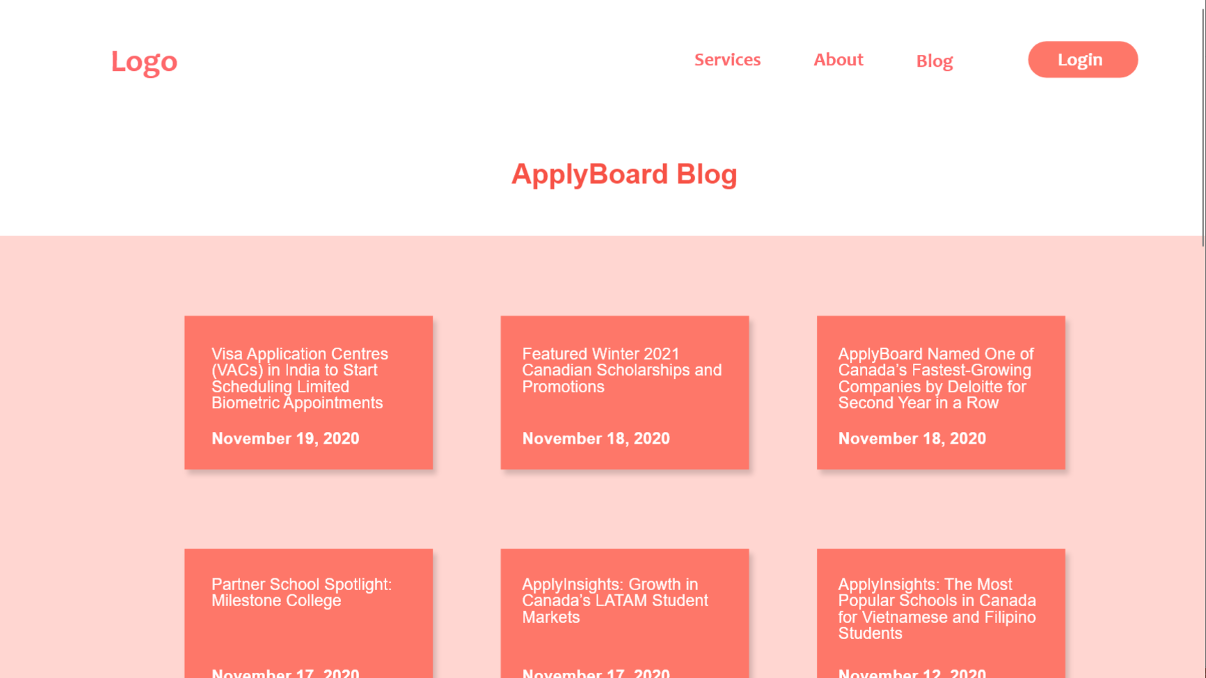 Logo
Services About Blog Login
ApplyBoard Blog
Visa Application Centres
(VACs) in India to Start
Scheduling Limited
Biometric Appointments
November 19, 2020
Featured Winter 2021
Canadian Scholarships and
Promotions
November 18, 2020
ApplyBoard Named One of
Canada’s Fastest-Growing
Companies by Deloitte for
Second Year in a Row
November 18, 2020
Partner School Spotlight:
Milestone College
November 17, 2020
ApplyInsights: Growth in
Canada’s LATAM Student
Markets
November 17, 2020
ApplyInsights: The Most
Popular Schools in Canada
for Vietnamese and Filipino
Students
November 12, 2020